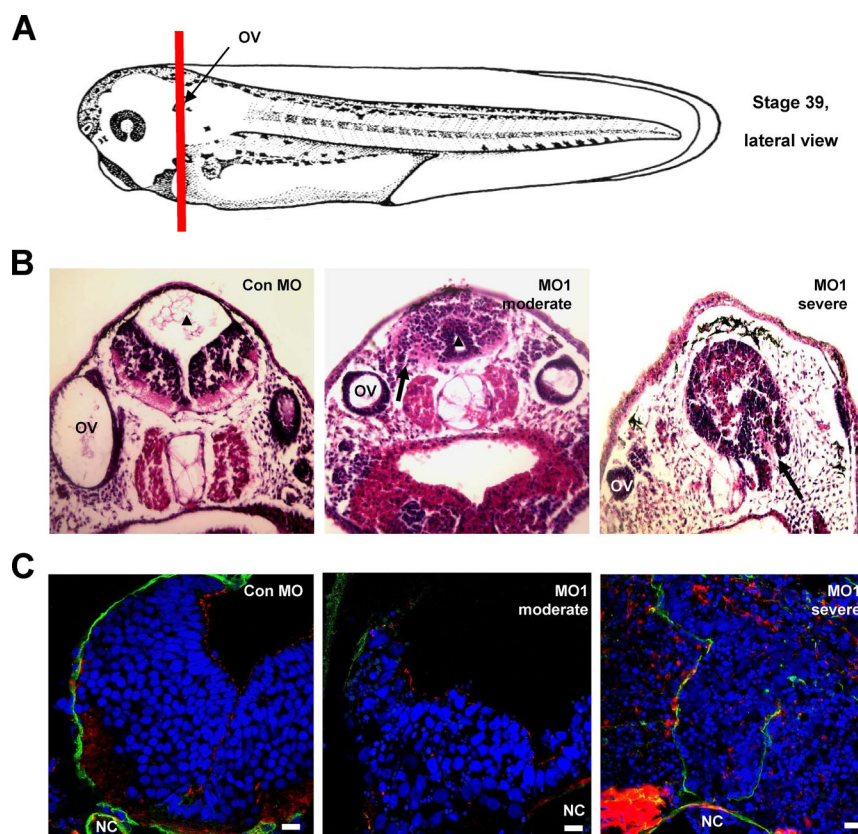 A
OV
Stage 39,
lateral view
B
Con MO
OV
MO1
moderate
OV
MO1
severe
OV
C
Con MO
NC
MO1
moderate
NC
MO1
severe
NC